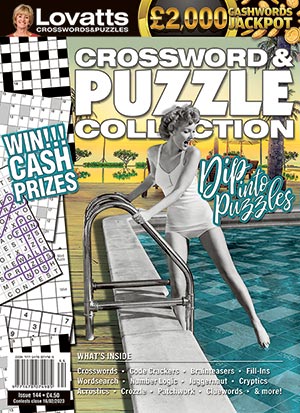 Lovatts
CROSSWORDS&PUZZLES
£2,000 CASHWORDS JACKPOT
CROSSWORD &
PUZZLE
COLLECTION
WIN!!!
CASH
PRIZES
Dip
into
Puzzles
WHAT'S INSIDE
Crosswords • Code Crackers • Brainteasers • Fill-Ins
Wordsearch • Number Logic • Juggernaut • Cryptics
Acrostics • Crozzle • Patchwork • Cluewords • & more!
Issue 144 • £4.50
Contests close 16/02/2023